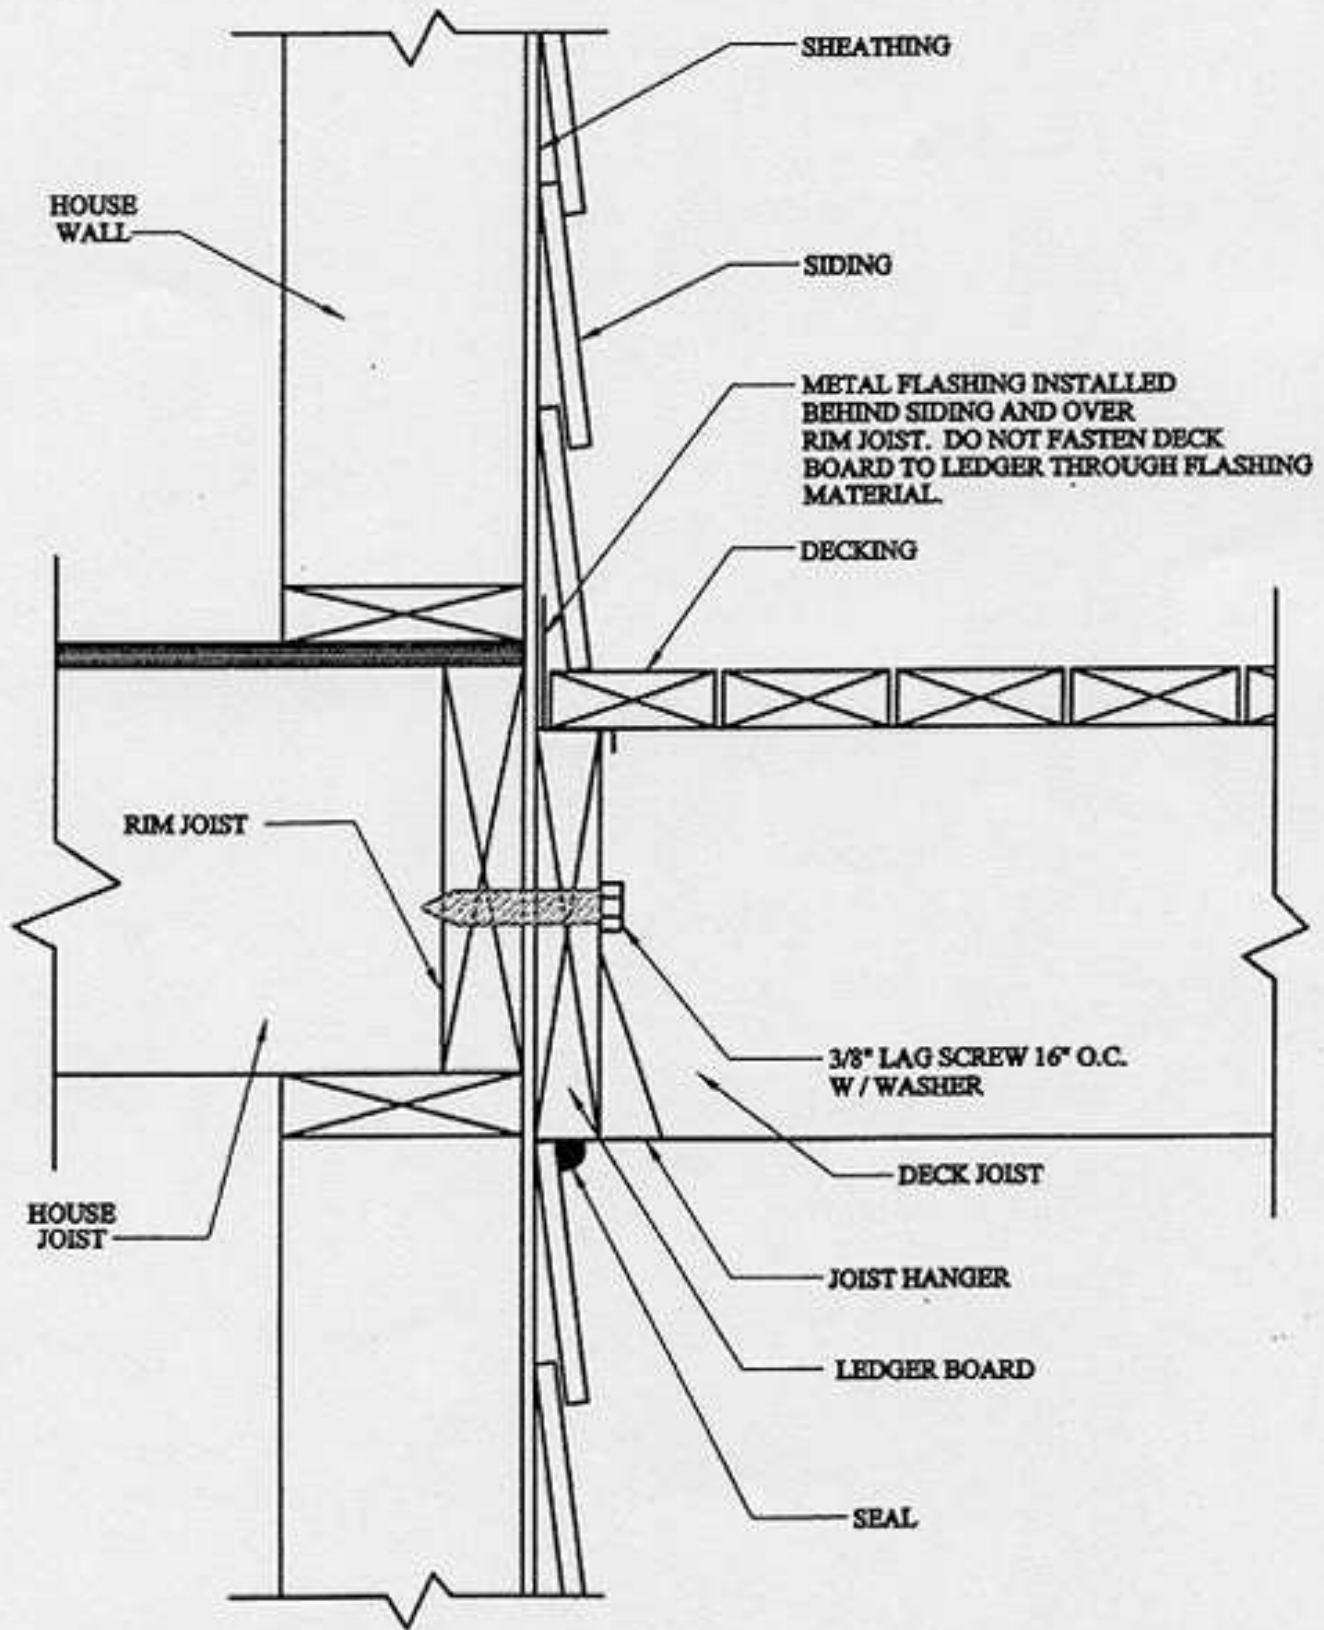 SHEATHING
HOUSE
WALL
SIDING
METAL FLASHING INSTALLED
BEHIND SIDING AND OVER
RIM JOIST. DO NOT FASTEN DECK
BOARD TO LEDGER THROUGH FLASHING
MATERIAL.
DECKING
RIM JOIST
3/8" LAG SCREW 16" O.C.
W / WASHER
DECK JOIST
HOUSE
JOIST
JOIST HANGER
LEDGER BOARD
SEAL